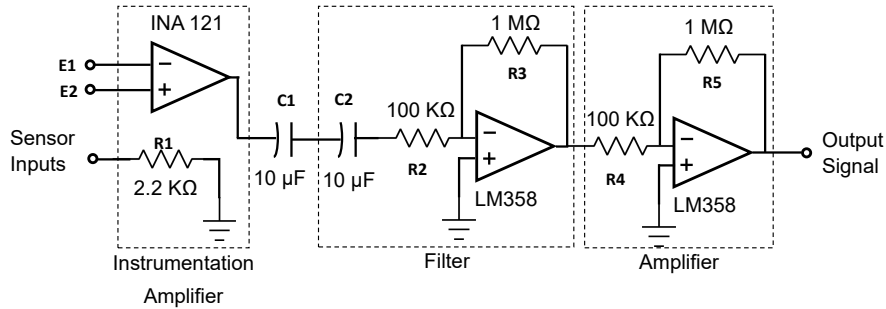 INA 121
E1
E2
−
+
Sensor
Inputs
R1
2.2 KΩ
C1
10 µF
C2
10 µF
100 KΩ
R2
1 MΩ
R3
−
+
LM358
100 KΩ
R4
1 MΩ
R5
−
+
LM358
Output
Signal
Instrumentation
Amplifier
Filter
Amplifier